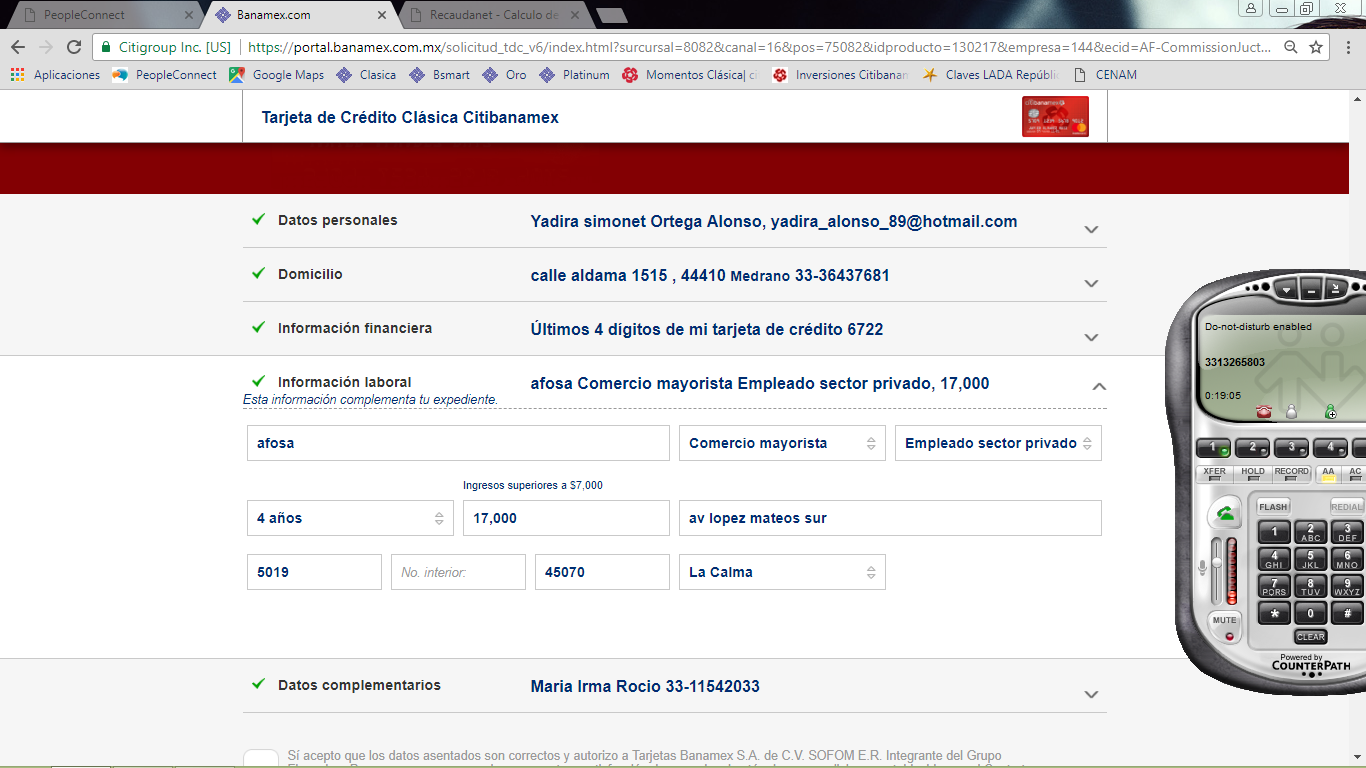 PeopleConnect
Banamex.com
Recaudanet - Calculo de
Citigroup Inc. [US]
https://portal.banamex.com.mx/solicitud_tdc_v6/index.html?surcursal=8082&canal=16&pos=75082&idproducto=130217&empresa=144&ecid=AF-CommissionJuct...
Aplicaciones PeopleConnect Google Maps Clasica Bsmart Oro Platinum Momentos Clásica| ci Inversiones Citibanam Claves LADA Repúbli CENAM
Tarjeta de Crédito Clásica Citibanamex
Datos personales
Yadira simonet Ortega Alonso, yadira_alonso_89@hotmail.com
Domicilio
calle aldama 1515 , 44410 Medrano 33-36437681
Información financiera
Últimos 4 dígitos de mi tarjeta de crédito 6722
Información laboral
afosa Comercio mayorista Empleado sector privado, 17,000
Esta información complementa tu expediente.
afosa
Comercio mayorista
Empleado sector privado
Ingresos superiores a $7,000
4 años
17,000
av lopez mateos sur
5019
No. interior:
45070
La Calma
Datos complementarios
Maria Irma Rocio 33-11542033
Sí acepto que los datos asentados son correctos y autorizo a Tarjetas Banamex S.A. de C.V. SOFOM E.R. Integrante del Grupo
Do-not-disturb enabled
3313265803
0:19:05
1 2 3 4
XFER HOLD RECORD AA AC
FLASH REDIAL
1 2 ABC 3 DEF
4 GHI 5 JKL 6 MNO
7 PQRS 8 TUV 9 WXYZ
* 0 #
MUTE
CLEAR
Powered by
COUNTERPATH